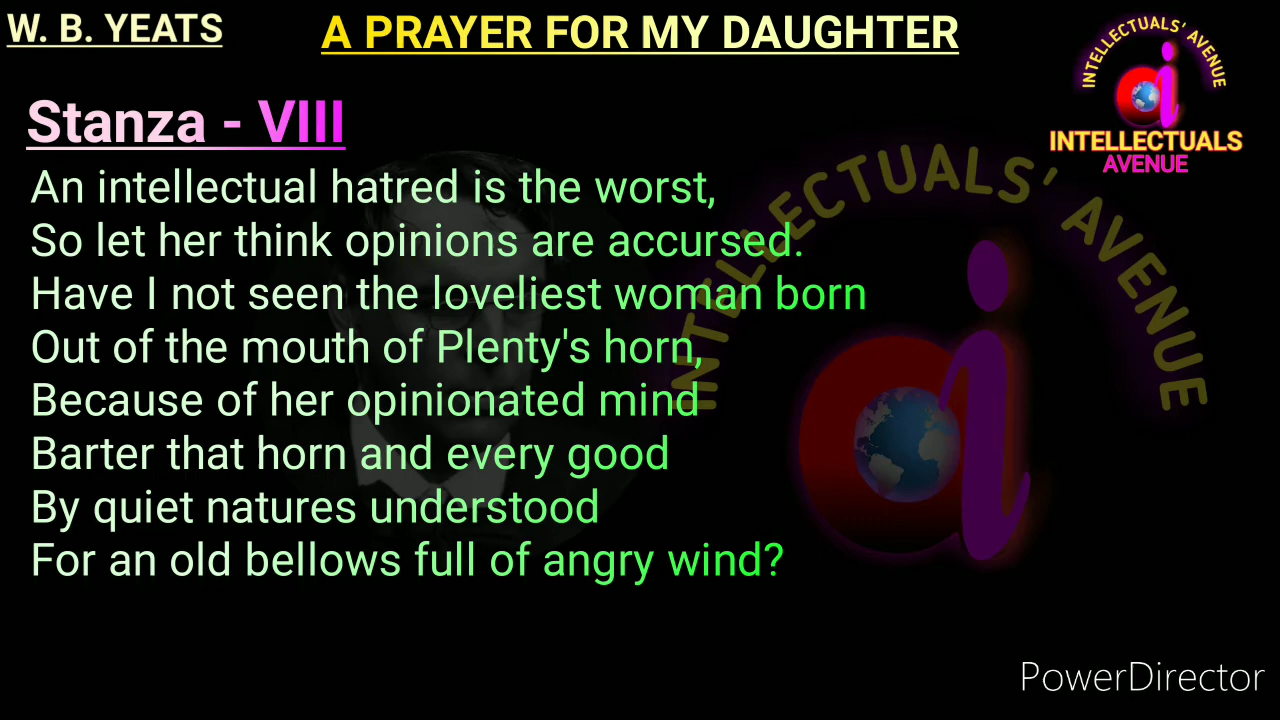 W. B. YEATS
A PRAYER FOR MY DAUGHTER
INTELLECTUALS' AVENUE
INTELLECTUALS
AVENUE
Stanza - VIII
An intellectual hatred is the worst,
So let her think opinions are accursed.
Have I not seen the loveliest woman born
Out of the mouth of Plenty's horn,
Because of her opinionated mind
Barter that horn and every good
By quiet natures understood
For an old bellows full of angry wind?
INTELLECTUALS' AVENUE
PowerDirector